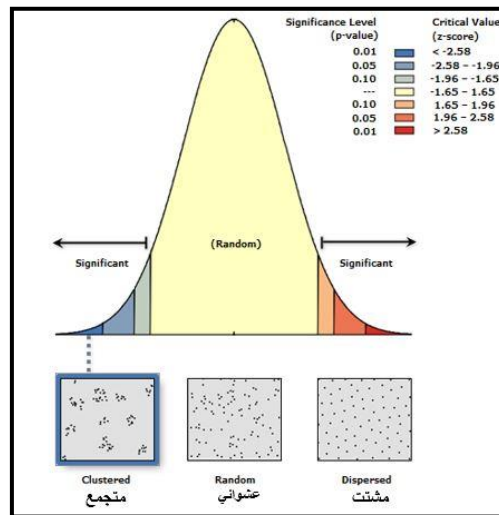 Significance Level Critical Value
(p-value) (z-score)
0.01 < -2.58
0.05 -2.58 – -1.96
0.10 -1.96 – -1.65
--- -1.65 – 1.65
0.10 1.65 – 1.96
0.05 1.96 – 2.58
0.01 > 2.58
(Random)
Significant Significant
Clustered Random Dispersed
متجمع عشوائي مشتت